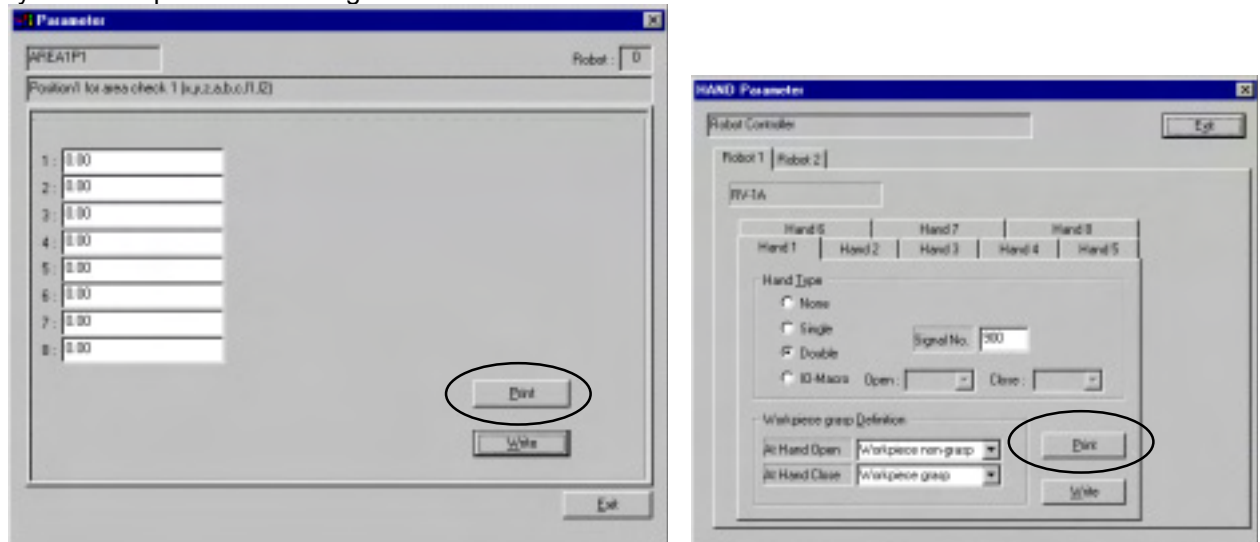 Parameter
AREA1P1
Robot : 0
Position1 for area check 1 (x,y,z,a,b,c,l1,l2)
1 : 0.00
2 : 0.00
3 : 0.00
4 : 0.00
5 : 0.00
6 : 0.00
7 : 0.00
8 : 0.00
Print
Write
Exit
HAND Parameter
Robot Controller
Exit
Robot 1 Robot 2
RV-1A
Hand 6 Hand 7 Hand 8
Hand 1 Hand 2 Hand 3 Hand 4 Hand 5
Hand Type
None
Single
Signal No. 900
Double
IO-Macro Open : Close :
Workpiece grasp Definition
At Hand Open Workpiece non-grasp
Print
At Hand Close Workpiece grasp
Write